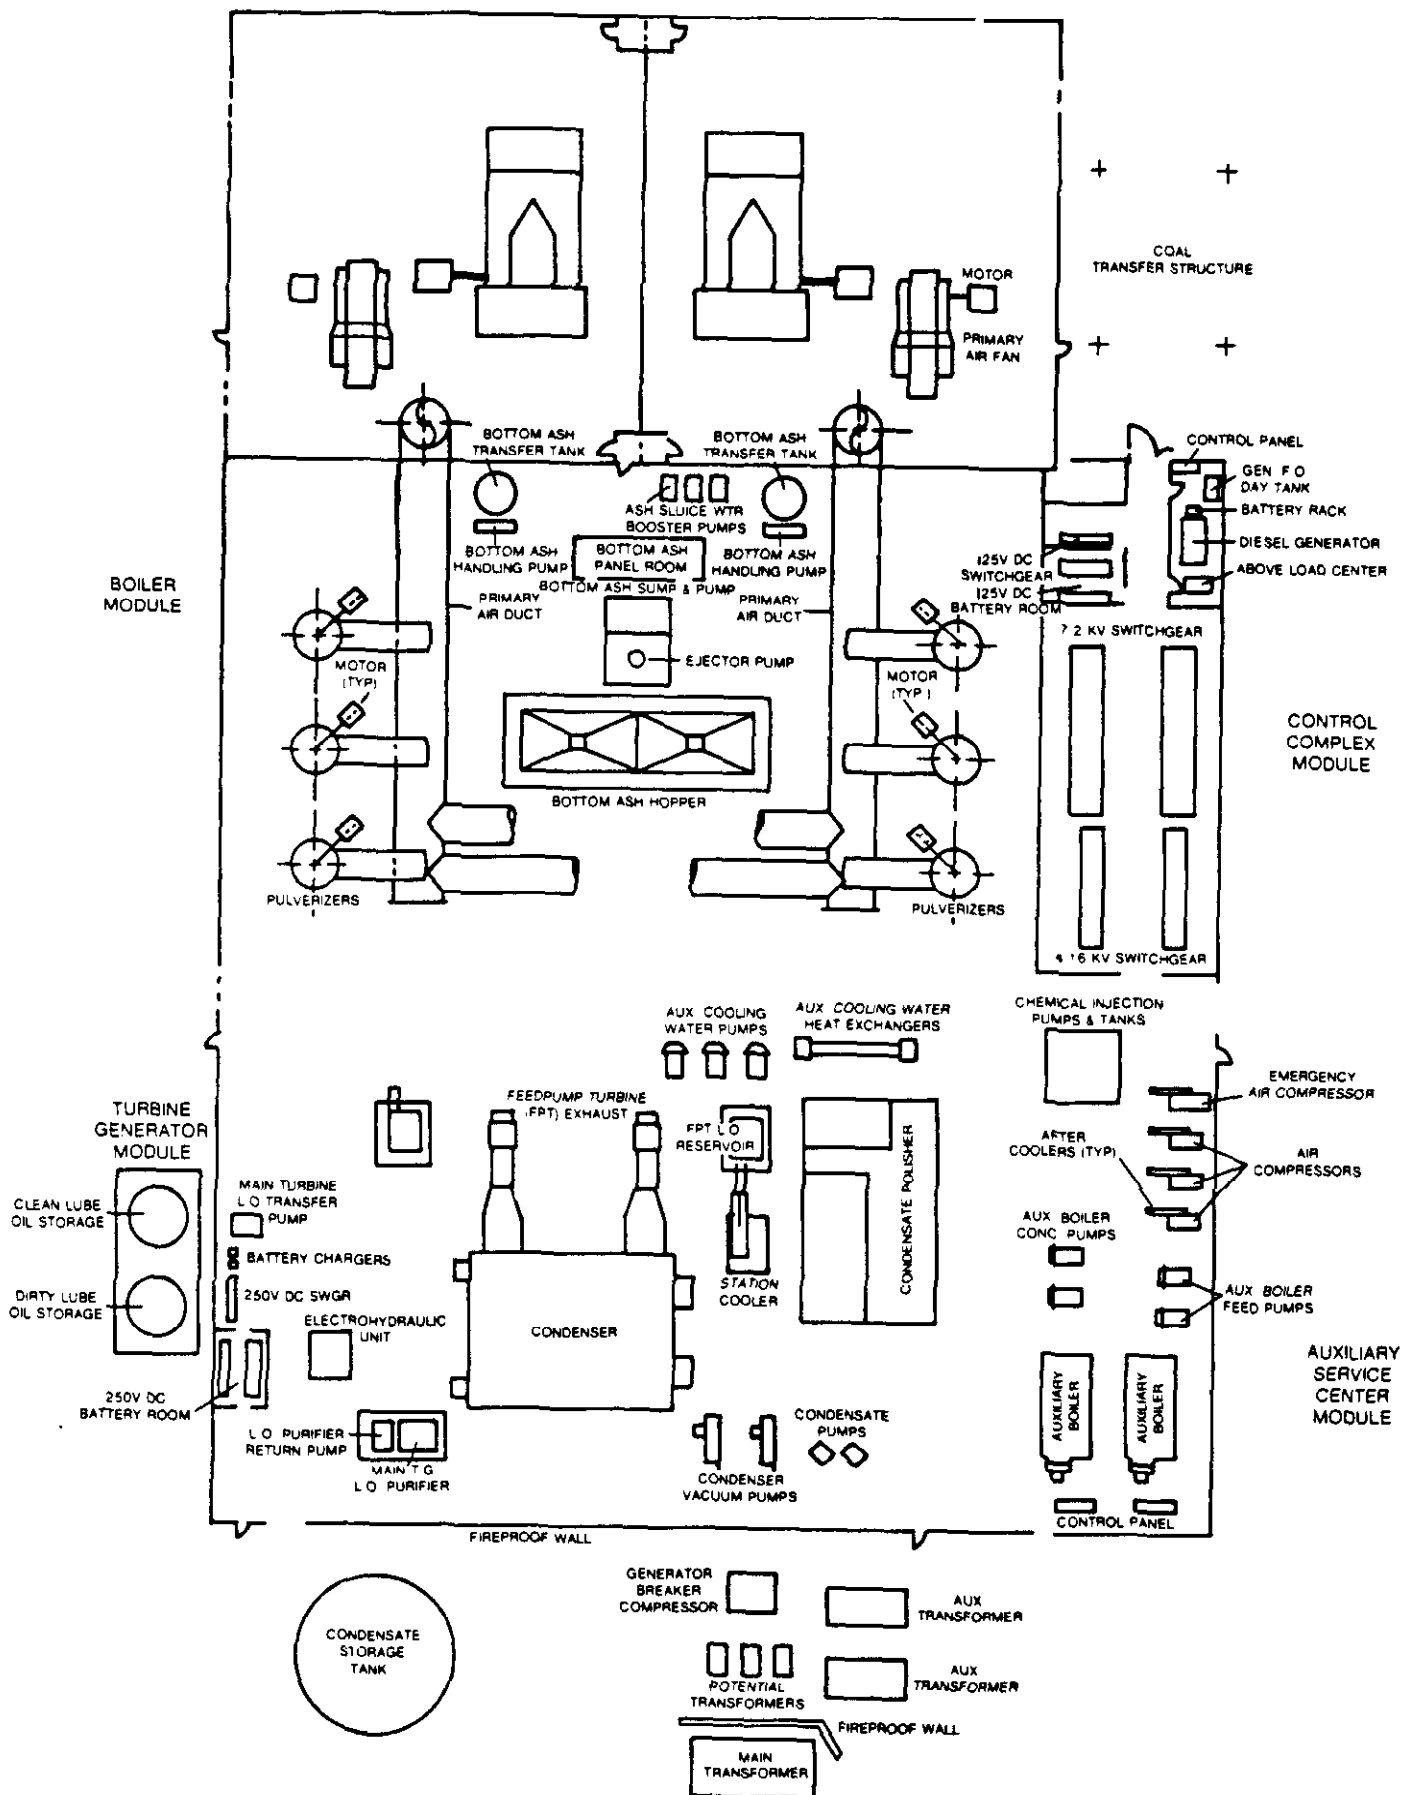 COAL
TRANSFER STRUCTURE
MOTOR
PRIMARY
AIR FAN
BOTTOM ASH
TRANSFER TANK
BOTTOM ASH
TRANSFER TANK
CONTROL PANEL
GEN F O
DAY TANK
BATTERY RACK
DIESEL GENERATOR
ABOVE LOAD CENTER
ASH SLUICE WTR
BOOSTER PUMPS
BOTTOM ASH
HANDLING PUMP
BOTTOM ASH
PANEL ROOM
BOTTOM ASH
HANDLING PUMP
BOTTOM ASH SUMP & PUMP
125V DC
SWITCHGEAR
125V DC
BATTERY ROOM
7.2 KV SWITCHGEAR
BOILER
MODULE
PRIMARY
AIR DUCT
PRIMARY
AIR DUCT
EJECTOR PUMP
MOTOR
(TYP)
MOTOR
(TYP)
CONTROL
COMPLEX
MODULE
BOTTOM ASH HOPPER
PULVERIZERS
PULVERIZERS
4.16 KV SWITCHGEAR
AUX COOLING
WATER PUMPS
AUX COOLING WATER
HEAT EXCHANGERS
CHEMICAL INJECTION
PUMPS & TANKS
EMERGENCY
AIR COMPRESSOR
TURBINE
GENERATOR
MODULE
FEEDPUMP TURBINE
(FPT) EXHAUST
FPT L O
RESERVOIR
CONDENSATE POLISHER
AFTER
COOLERS (TYP)
AIR
COMPRESSORS
CLEAN LUBE
OIL STORAGE
MAIN TURBINE
L O TRANSFER
PUMP
BATTERY CHARGERS
AUX BOILER
CONC PUMPS
DIRTY LUBE
OIL STORAGE
250V DC SWGR
STATION
COOLER
AUX BOILER
FEED PUMPS
ELECTROHYDRAULIC
UNIT
CONDENSER
AUXILIARY
SERVICE
CENTER
MODULE
250V DC
BATTERY ROOM
AUXILIARY
BOILER
AUXILIARY
BOILER
L O PURIFIER
RETURN PUMP
MAIN T G
L O PURIFIER
CONDENSATE
PUMPS
CONDENSER
VACUUM PUMPS
CONTROL PANEL
FIREPROOF WALL
GENERATOR
BREAKER
COMPRESSOR
AUX
TRANSFORMER
CONDENSATE
STORAGE
TANK
POTENTIAL
TRANSFORMERS
AUX
TRANSFORMER
FIREPROOF WALL
MAIN
TRANSFORMER